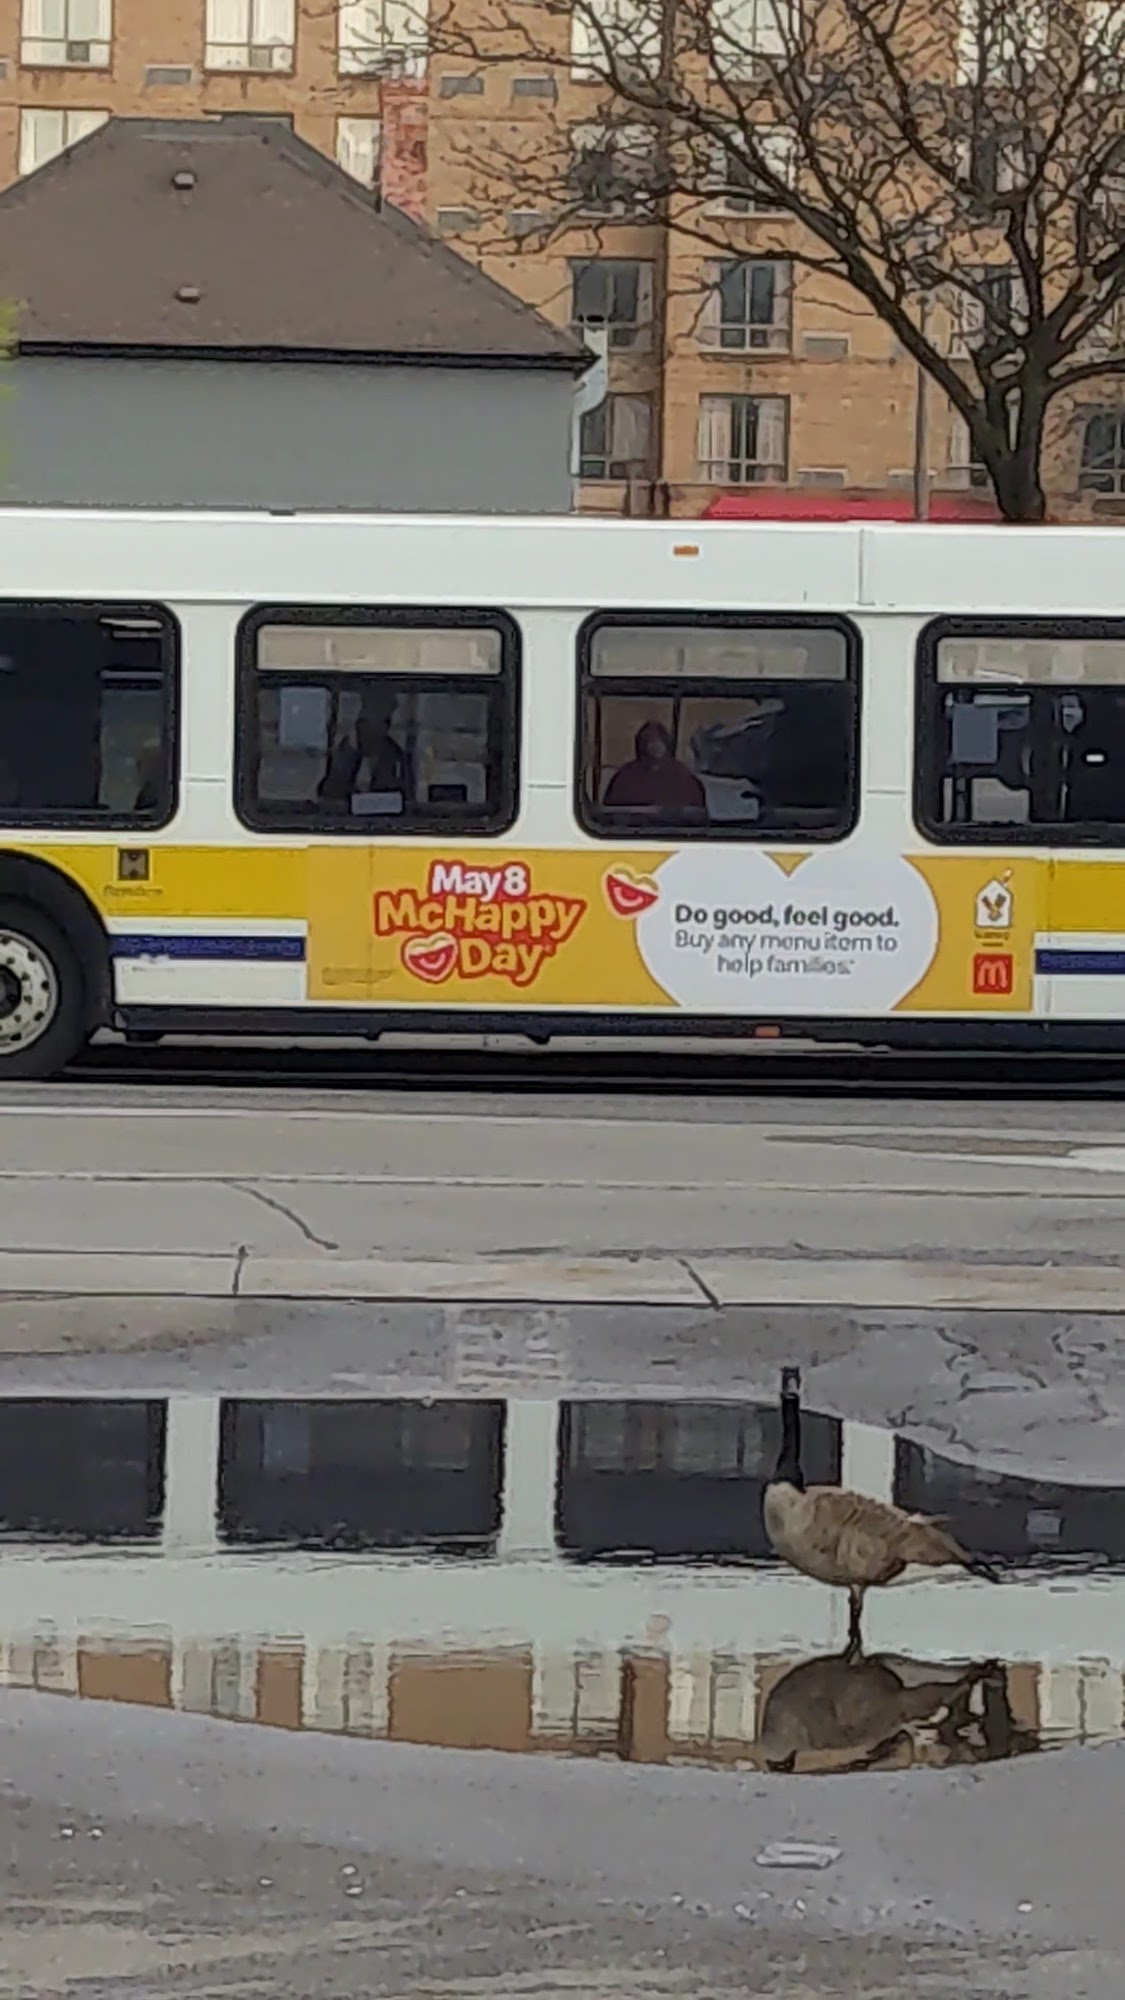 May 8
McHappy
Day
Do good, feel good.
Buy any menu item to
help families.*